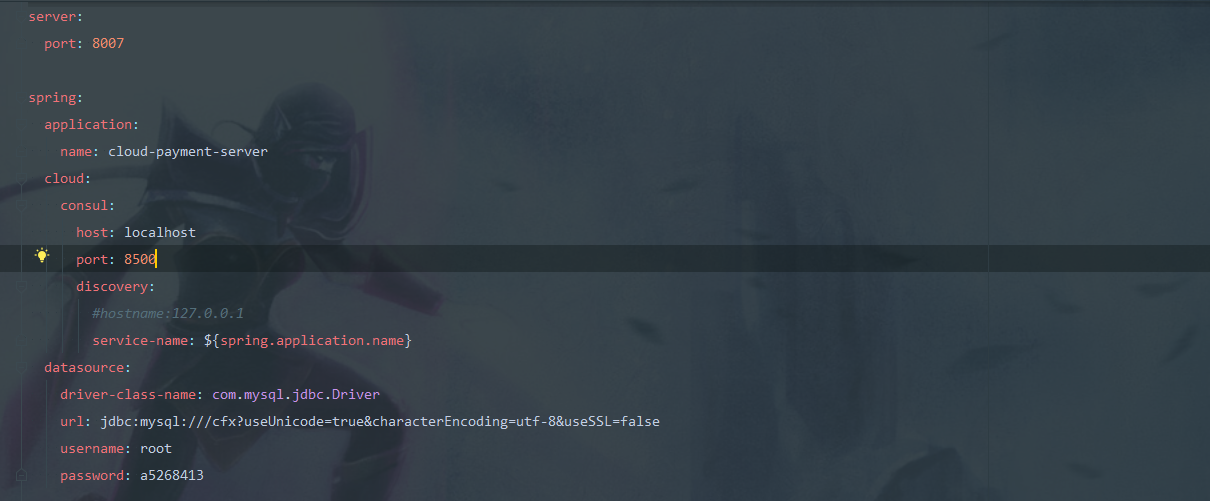 server:
  port: 8007
spring:
  application:
    name: cloud-payment-server
  cloud:
    consul:
      host: localhost
      port: 8500
      discovery:
        #hostname:127.0.0.1
        service-name: ${spring.application.name}
  datasource:
    driver-class-name: com.mysql.jdbc.Driver
    url: jdbc:mysql:///cfx?useUnicode=true&characterEncoding=utf-8&useSSL=false
    username: root
    password: a5268413